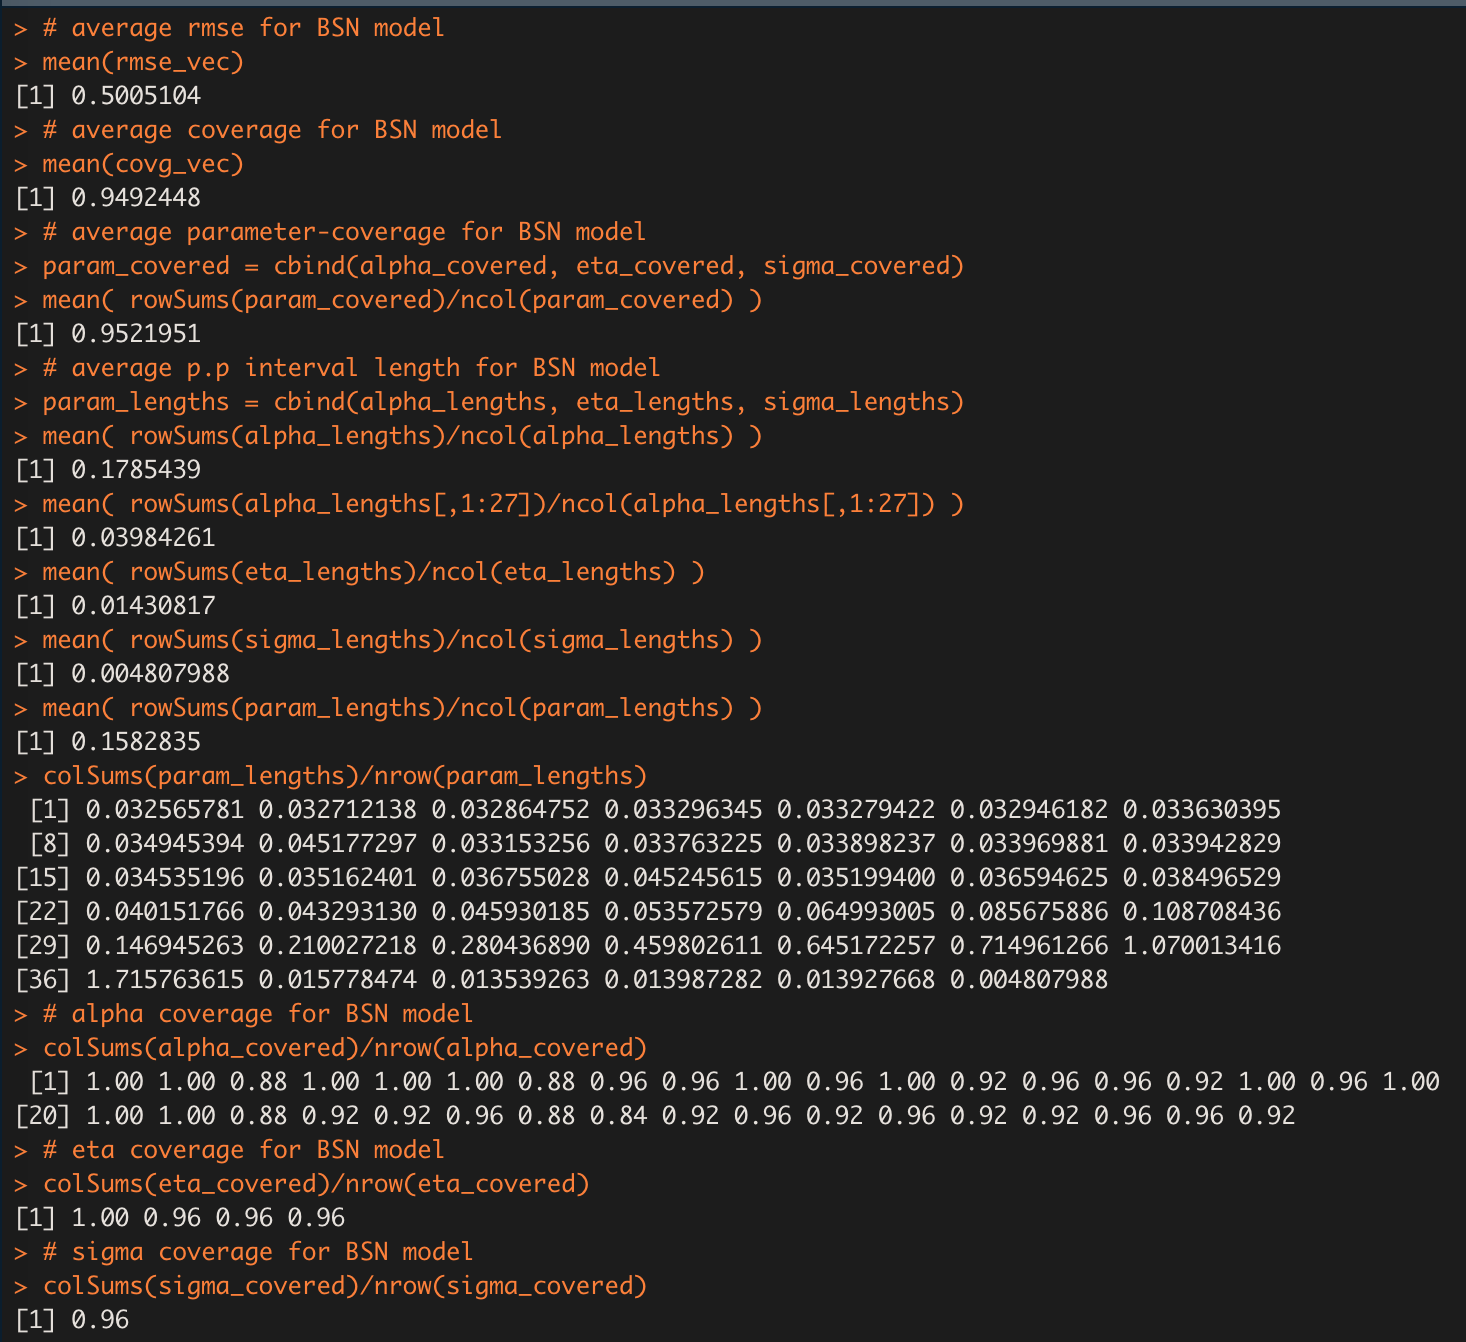 > # average rmse for BSN model
> mean(rmse_vec)
[1] 0.5005104
> # average coverage for BSN model
> mean(covg_vec)
[1] 0.9492448
> # average parameter-coverage for BSN model
> param_covered = cbind(alpha_covered, eta_covered, sigma_covered)
> mean( rowSums(param_covered)/ncol(param_covered) )
[1] 0.9521951
> # average p.p interval length for BSN model
> param_lengths = cbind(alpha_lengths, eta_lengths, sigma_lengths)
> mean( rowSums(alpha_lengths)/ncol(alpha_lengths) )
[1] 0.1785439
> mean( rowSums(alpha_lengths[,1:27])/ncol(alpha_lengths[,1:27]) )
[1] 0.03984261
> mean( rowSums(eta_lengths)/ncol(eta_lengths) )
[1] 0.01430817
> mean( rowSums(sigma_lengths)/ncol(sigma_lengths) )
[1] 0.004807988
> mean( rowSums(param_lengths)/ncol(param_lengths) )
[1] 0.1582835
> colSums(param_lengths)/nrow(param_lengths)
 [1] 0.032565781 0.032712138 0.032864752 0.033296345 0.033279422 0.032946182 0.033630395
 [8] 0.034945394 0.045177297 0.033153256 0.033763225 0.033898237 0.033969881 0.033942829
[15] 0.034535196 0.035162401 0.036755028 0.045245615 0.035199400 0.036594625 0.038496529
[22] 0.040151766 0.043293130 0.045930185 0.053572579 0.064993005 0.085675886 0.108708436
[29] 0.146945263 0.210027218 0.280436890 0.459802611 0.645172257 0.714961266 1.070013416
[36] 1.715763615 0.015778474 0.013539263 0.013987282 0.013927668 0.004807988
> # alpha coverage for BSN model
> colSums(alpha_covered)/nrow(alpha_covered)
 [1] 1.00 1.00 0.88 1.00 1.00 1.00 0.88 0.96 0.96 1.00 0.96 1.00 0.92 0.96 0.96 0.92 1.00 0.96 1.00
[20] 1.00 1.00 0.88 0.92 0.92 0.96 0.88 0.84 0.92 0.96 0.92 0.96 0.92 0.92 0.96 0.96 0.92
> # eta coverage for BSN model
> colSums(eta_covered)/nrow(eta_covered)
[1] 1.00 0.96 0.96 0.96
> # sigma coverage for BSN model
> colSums(sigma_covered)/nrow(sigma_covered)
[1] 0.96